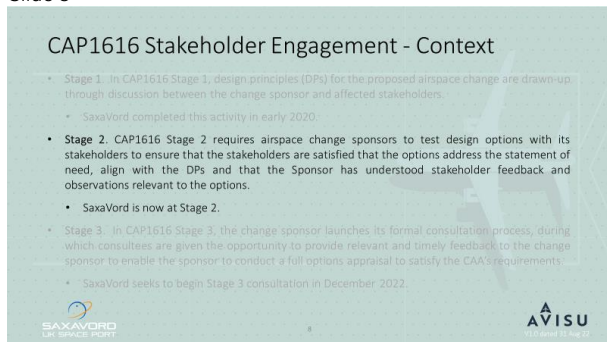 CAP1616 Stakeholder Engagement - Context
• Stage 1. In CAP1616 Stage 1, design principles (DPs) for the proposed airspace change are drawn-up
through discussion between the change sponsor and affected stakeholders.
• SaxaVord completed this activity in early 2020.
• Stage 2. CAP1616 Stage 2 requires airspace change sponsors to test design options with its
stakeholders to ensure that the stakeholders are satisfied that the options address the statement of
need, align with the DPs and that the Sponsor has understood stakeholder feedback and
observations relevant to the options.
• SaxaVord is now at Stage 2.
• Stage 3. In CAP1616 Stage 3, the change sponsor launches its formal consultation process, during
which consultees are given the opportunity to provide relevant and timely feedback to the change
sponsor to enable the sponsor to conduct a full options appraisal to satisfy the CAA's requirements.
• SaxaVord seeks to begin Stage 3 consultation in December 2022.
SAXAVORD
UK SPACE PORT
8
AVISU
V1.0 dated 31 Aug 22